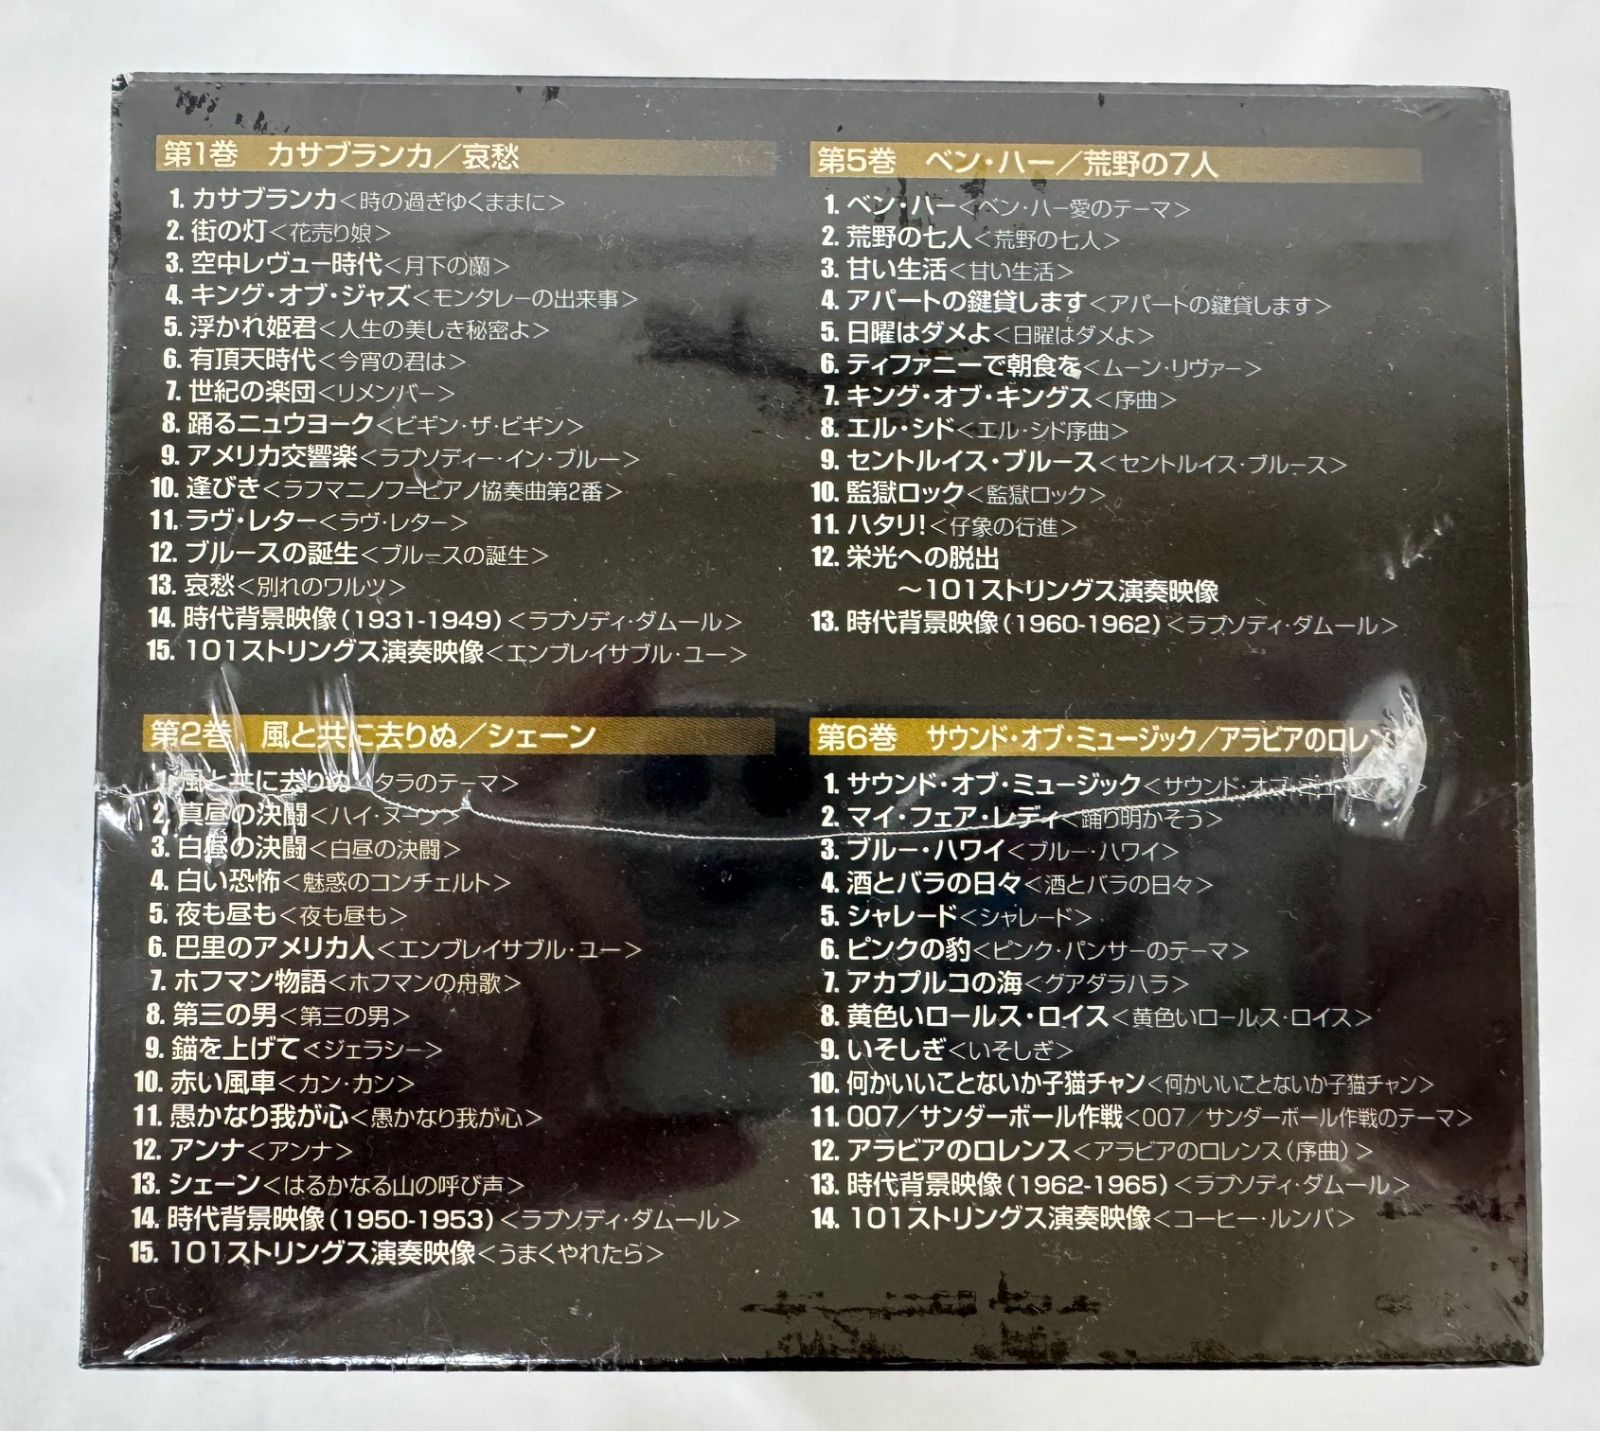 第1巻 カサブランカ／哀愁
1. カサブランカ＜時の過ぎゆくままに＞
2. 街の灯＜花売り娘＞
3. 空中レヴュー時代＜月下の蘭＞
4. キング・オブ・ジャズ＜モンタレーの出来事＞
5. 浮かれ姫君＜人生の美しき秘密よ＞
6. 有頂天時代＜今宵の君は＞
7. 世紀の楽団＜リメンバー＞
8. 踊るニュウヨーク＜ビギン・ザ・ビギン＞
9. アメリカ交響楽＜ラプソディー・イン・ブルー＞
10. 逢びき＜ラフマニノフーピアノ協奏曲第2番＞
11. ラヴ・レター＜ラヴ・レター＞
12. ブルースの誕生＜ブルースの誕生＞
13. 哀愁＜別れのワルツ＞
14. 時代背景映像(1931-1949)＜ラプソディ・ダムール＞
15. 101ストリングス演奏映像＜エンブレイサブル・ユー＞
第2巻 風と共に去りぬ／シェーン
1. 風と共に去りぬ＜タラのテーマ＞
2. 真昼の決闘＜ハイ・ヌーン＞
3. 白昼の決闘＜白昼の決闘＞
4. 白い恐怖＜魅惑のコンチェルト＞
5. 夜も昼も＜夜も昼も＞
6. 巴里のアメリカ人＜エンブレイサブル・ユー＞
7. ホフマン物語＜ホフマンの舟歌＞
8. 第三の男＜第三の男＞
9. 錨を上げて＜ジェラシー＞
10. 赤い風車＜カン・カン＞
11. 愚かなり我が心＜愚かなり我が心＞
12. アンナ＜アンナ＞
13. シェーン＜はるかなる山の呼び声＞
14. 時代背景映像(1950-1953)＜ラプソディ・ダムール＞
15. 101ストリングス演奏映像＜うまくやれたら＞
第5巻 ベン・ハー／荒野の7人
1. ベン・ハー＜ベン・ハー愛のテーマ＞
2. 荒野の七人＜荒野の七人＞
3. 甘い生活＜甘い生活＞
4. アパートの鍵貸します＜アパートの鍵貸します＞
5. 日曜はダメよ＜日曜はダメよ＞
6. ティファニーで朝食を＜ムーン・リヴァー＞
7. キング・オブ・キングス＜序曲＞
8. エル・シド＜エル・シド序曲＞
9. セントルイス・ブルース＜セントルイス・ブルース＞
10. 監獄ロック＜監獄ロック＞
11. ハタリ!＜仔象の行進＞
12. 栄光への脱出
～101ストリングス演奏映像
13. 時代背景映像(1960-1962)＜ラプソディ・ダムール＞
第6巻 サウンド・オブ・ミュージック／アラビアのロレン
1. サウンド・オブ・ミュージック＜サウンド・オブ・ミュ
2. マイ・フェア・レディ＜踊り明かそう＞
3. ブルー・ハワイ＜ブルー・ハワイ＞
4. 酒とバラの日々＜酒とバラの日々＞
5. シャレード＜シャレード＞
6. ピンクの豹＜ピンク・パンサーのテーマ＞
7. アカプルコの海＜グアダラハラ＞
8. 黄色いロールス・ロイス＜黄色いロールス・ロイス＞
9. いそしぎ＜いそしぎ＞
10. 何かいいことないか子猫チャン＜何かいいことないか子猫チャン＞
11. 007／サンダーボール作戦＜007／サンダーボール作戦のテーマ＞
12. アラビアのロレンス＜アラビアのロレンス(序曲)＞
13. 時代背景映像(1962-1965)＜ラプソディ・ダムール＞
14. 101ストリングス演奏映像＜コーヒー・ルンバ＞